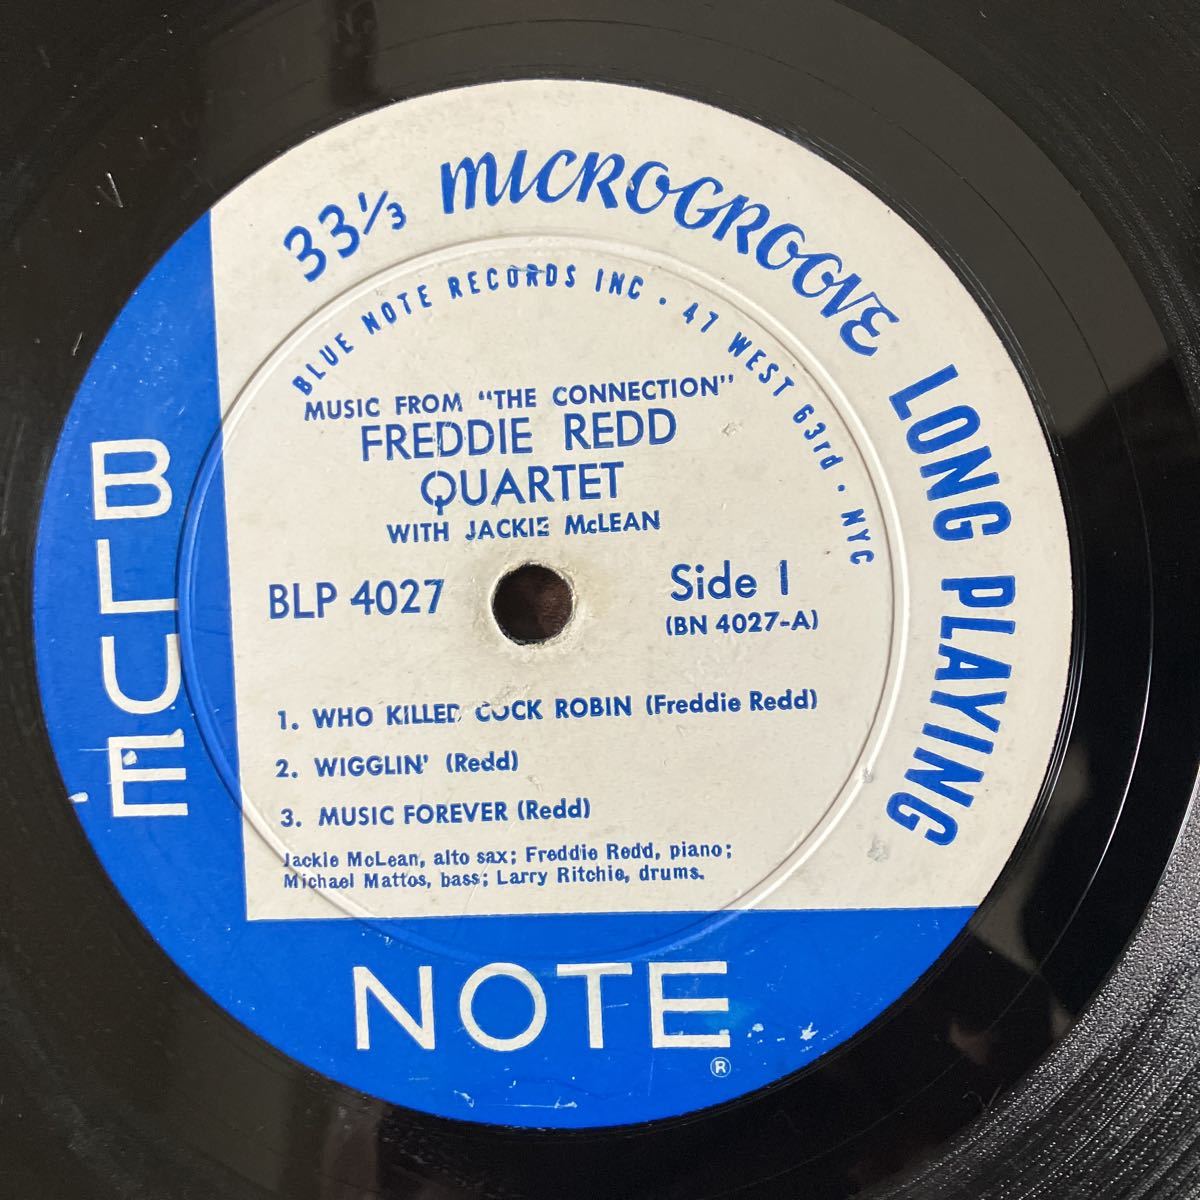 33⅓ MICROGROOVE LONG PLAYING
BLUE NOTE RECORDS INC · 47 WEST 63rd · NYC
MUSIC FROM "THE CONNECTION"
FREDDIE REDD
QUARTET
WITH JACKIE McLEAN
BLP 4027
Side 1
(BN 4027-A)
1. WHO KILLED COCK ROBIN (Freddie Redd)
2. WIGGLIN' (Redd)
3. MUSIC FOREVER (Redd)
Jackie McLean, alto sax; Freddie Redd, piano;
Michael Mattos, bass; Larry Ritchie, drums.
BLUE
NOTE
®